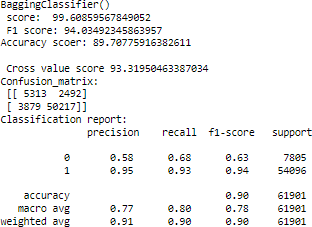 BaggingClassifier()
score:  99.60859567849052
F1 score: 94.03492345863957
Accuracy scoer: 89.70775916382611
Cross value score 93.31950463387034
Confusion_matrix:
[[ 5313  2492]
[ 3879 50217]]
Classification report:
precision    recall  f1-score   support
0       0.58      0.68      0.63      7805
1       0.95      0.93      0.94     54096
accuracy                           0.90     61901
macro avg       0.77      0.80      0.78     61901
weighted avg       0.91      0.90      0.90     61901